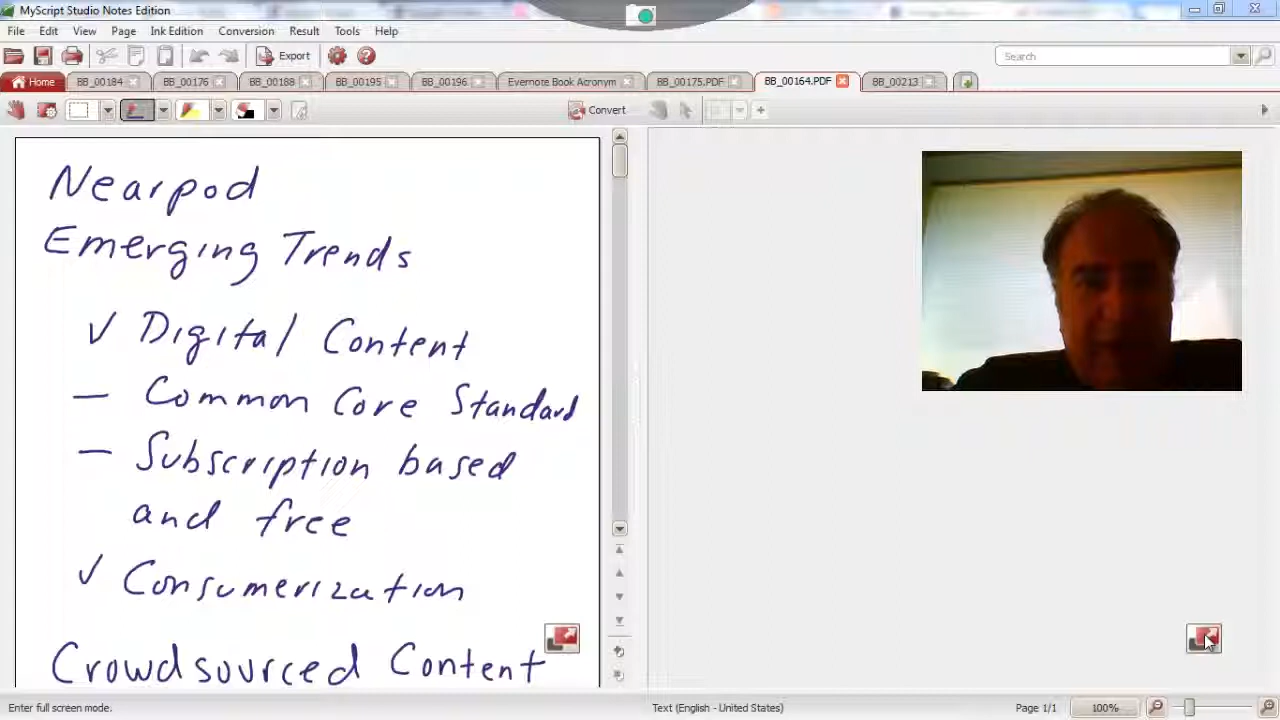 MyScript Studio Notes Edition
File Edit View Page Ink Edition Conversion Result Tools Help
Export
Search
Home BB_00184 BB_00176 BB_00188 BB_00195 BB_00196 Evernote Book Acronym BB_00175.PDF BB_00164.PDF BB_00213
Convert
Nearpod
Emerging Trends
✓ Digital Content
— Common Core Standard
— Subscription based
and free
✓ Consumerization
Crowdsourced Content
Enter full screen mode.
Text (English - United States)
Page 1/1
100%